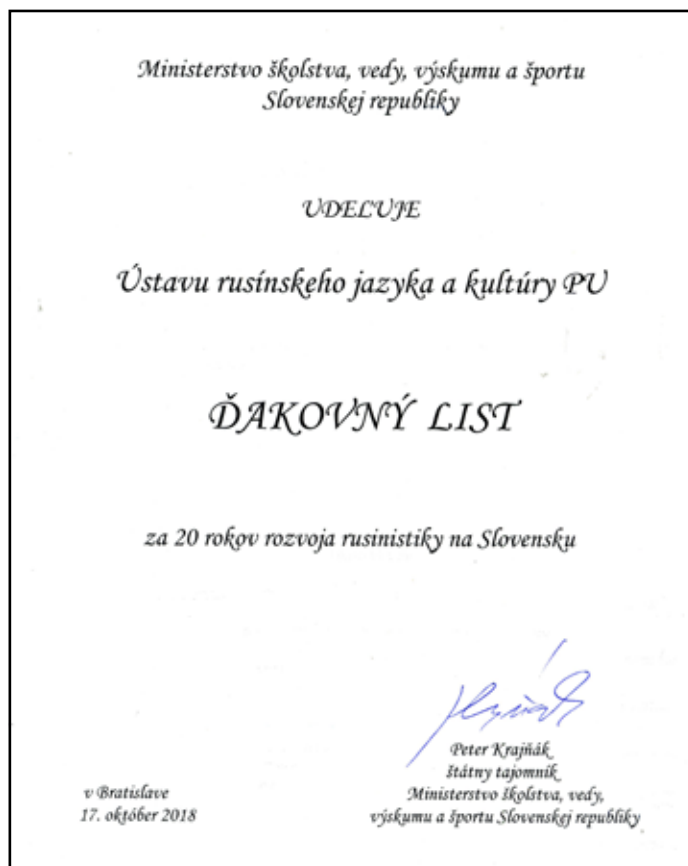 Ministerstvo školstva, vedy, výskumu a športu
Slovenskej republiky
UDEĽUJE
Ústavu rusínskeho jazyka a kultúry PU
ĎAKOVNÝ LIST
za 20 rokov rozvoja rusinistiky na Slovensku
Peter Krajňák
štátny tajomník
v Bratislave
Ministerstvo školstva, vedy,
17. október 2018
výskumu a športu Slovenskej republiky